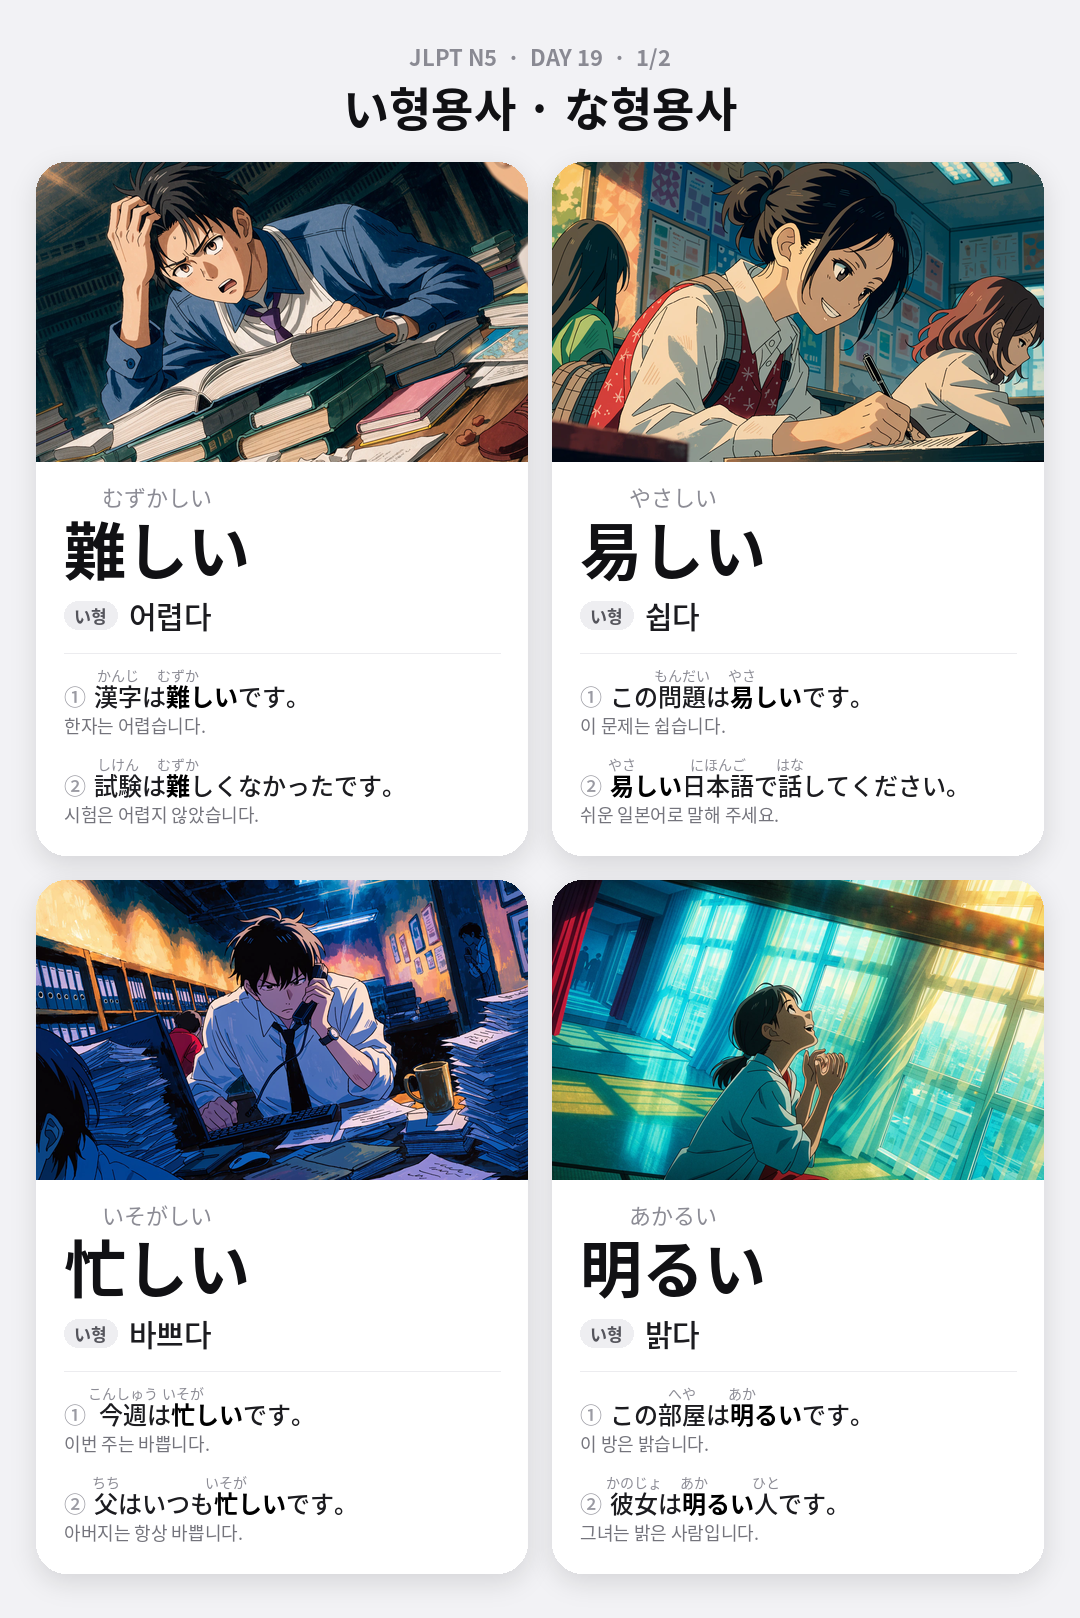 JLPT N5 · DAY 19 · 1/2
い형용사 · な형용사
むずかしい
難しい
い형 어렵다
かんじ むずか
① 漢字は難しいです。
한자는 어렵습니다.
しけん むずか
② 試験は難しくなかったです。
시험은 어렵지 않았습니다.
やさしい
易しい
い형 쉽다
もんだい やさ
① この問題は易しいです。
이 문제는 쉽습니다.
やさ にほんご はな
② 易しい日本語で話してください。
쉬운 일본어로 말해 주세요.
いそがしい
忙しい
い형 바쁘다
こんしゅう いそが
① 今週は忙しいです。
이번 주는 바쁩니다.
ちち いそが
② 父はいつも忙しいです。
아버지는 항상 바쁩니다.
あかるい
明るい
い형 밝다
へや あか
① この部屋は明るいです。
이 방은 밝습니다.
かのじょ あか ひと
② 彼女は明るい人です。
그녀는 밝은 사람입니다.